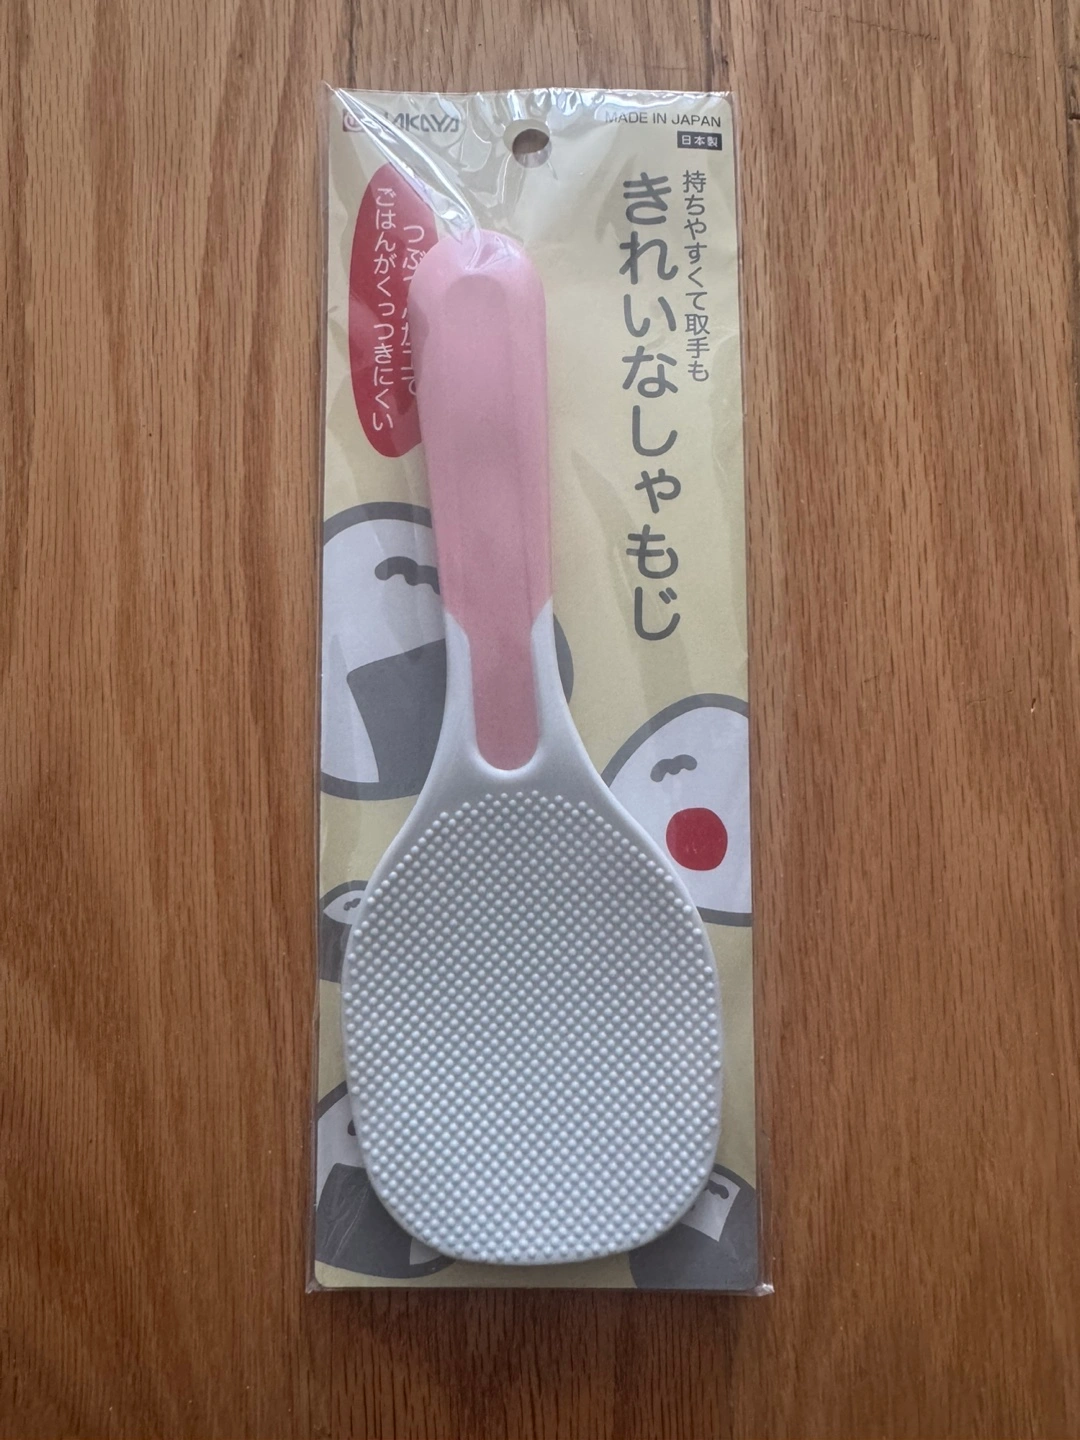 MADE IN JAPAN
日本製
持ちやすくて取手も
きれいなしゃもじ
ごはんがくっつきにくい